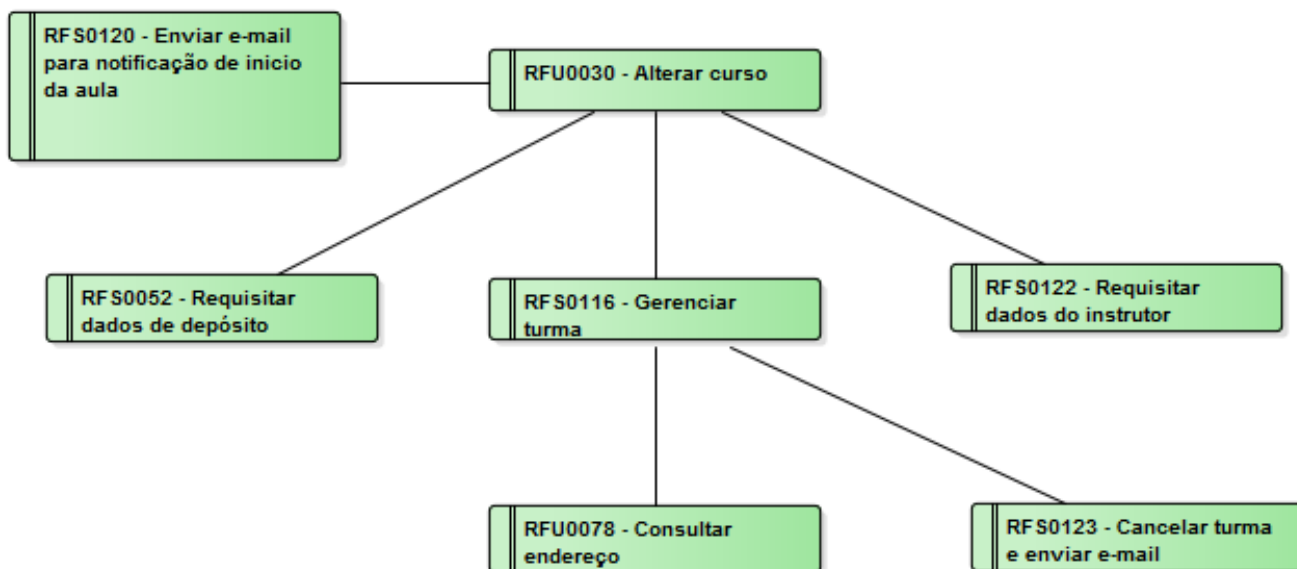 RFS0120 - Enviar e-mail
para notificação de inicio
da aula
RFU0030 - Alterar curso
RFS0052 - Requisitar
dados de depósito
RFS0116 - Gerenciar
turma
RFS0122 - Requisitar
dados do instrutor
RFU0078 - Consultar
endereço
RFS0123 - Cancelar turma
e enviar e-mail